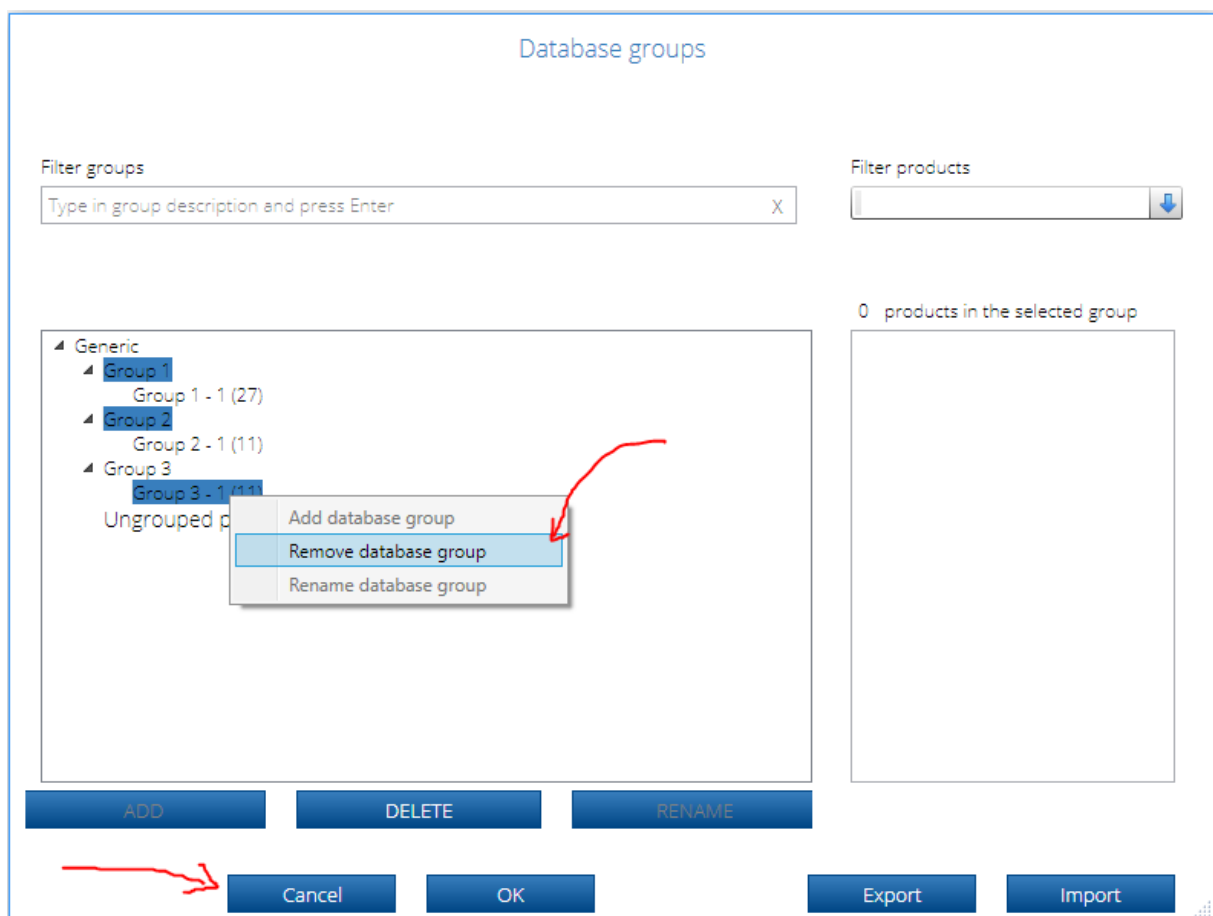 Database groups
Filter groups
Filter products
Type in group description and press Enter X
0 products in the selected group
Generic
Group 1
Group 1 - 1 (27)
Group 2
Group 2 - 1 (11)
Group 3
Group 3 - 1 (11)
Ungrouped p
Add database group
Remove database group
Rename database group
ADD DELETE RENAME
Cancel OK Export Import